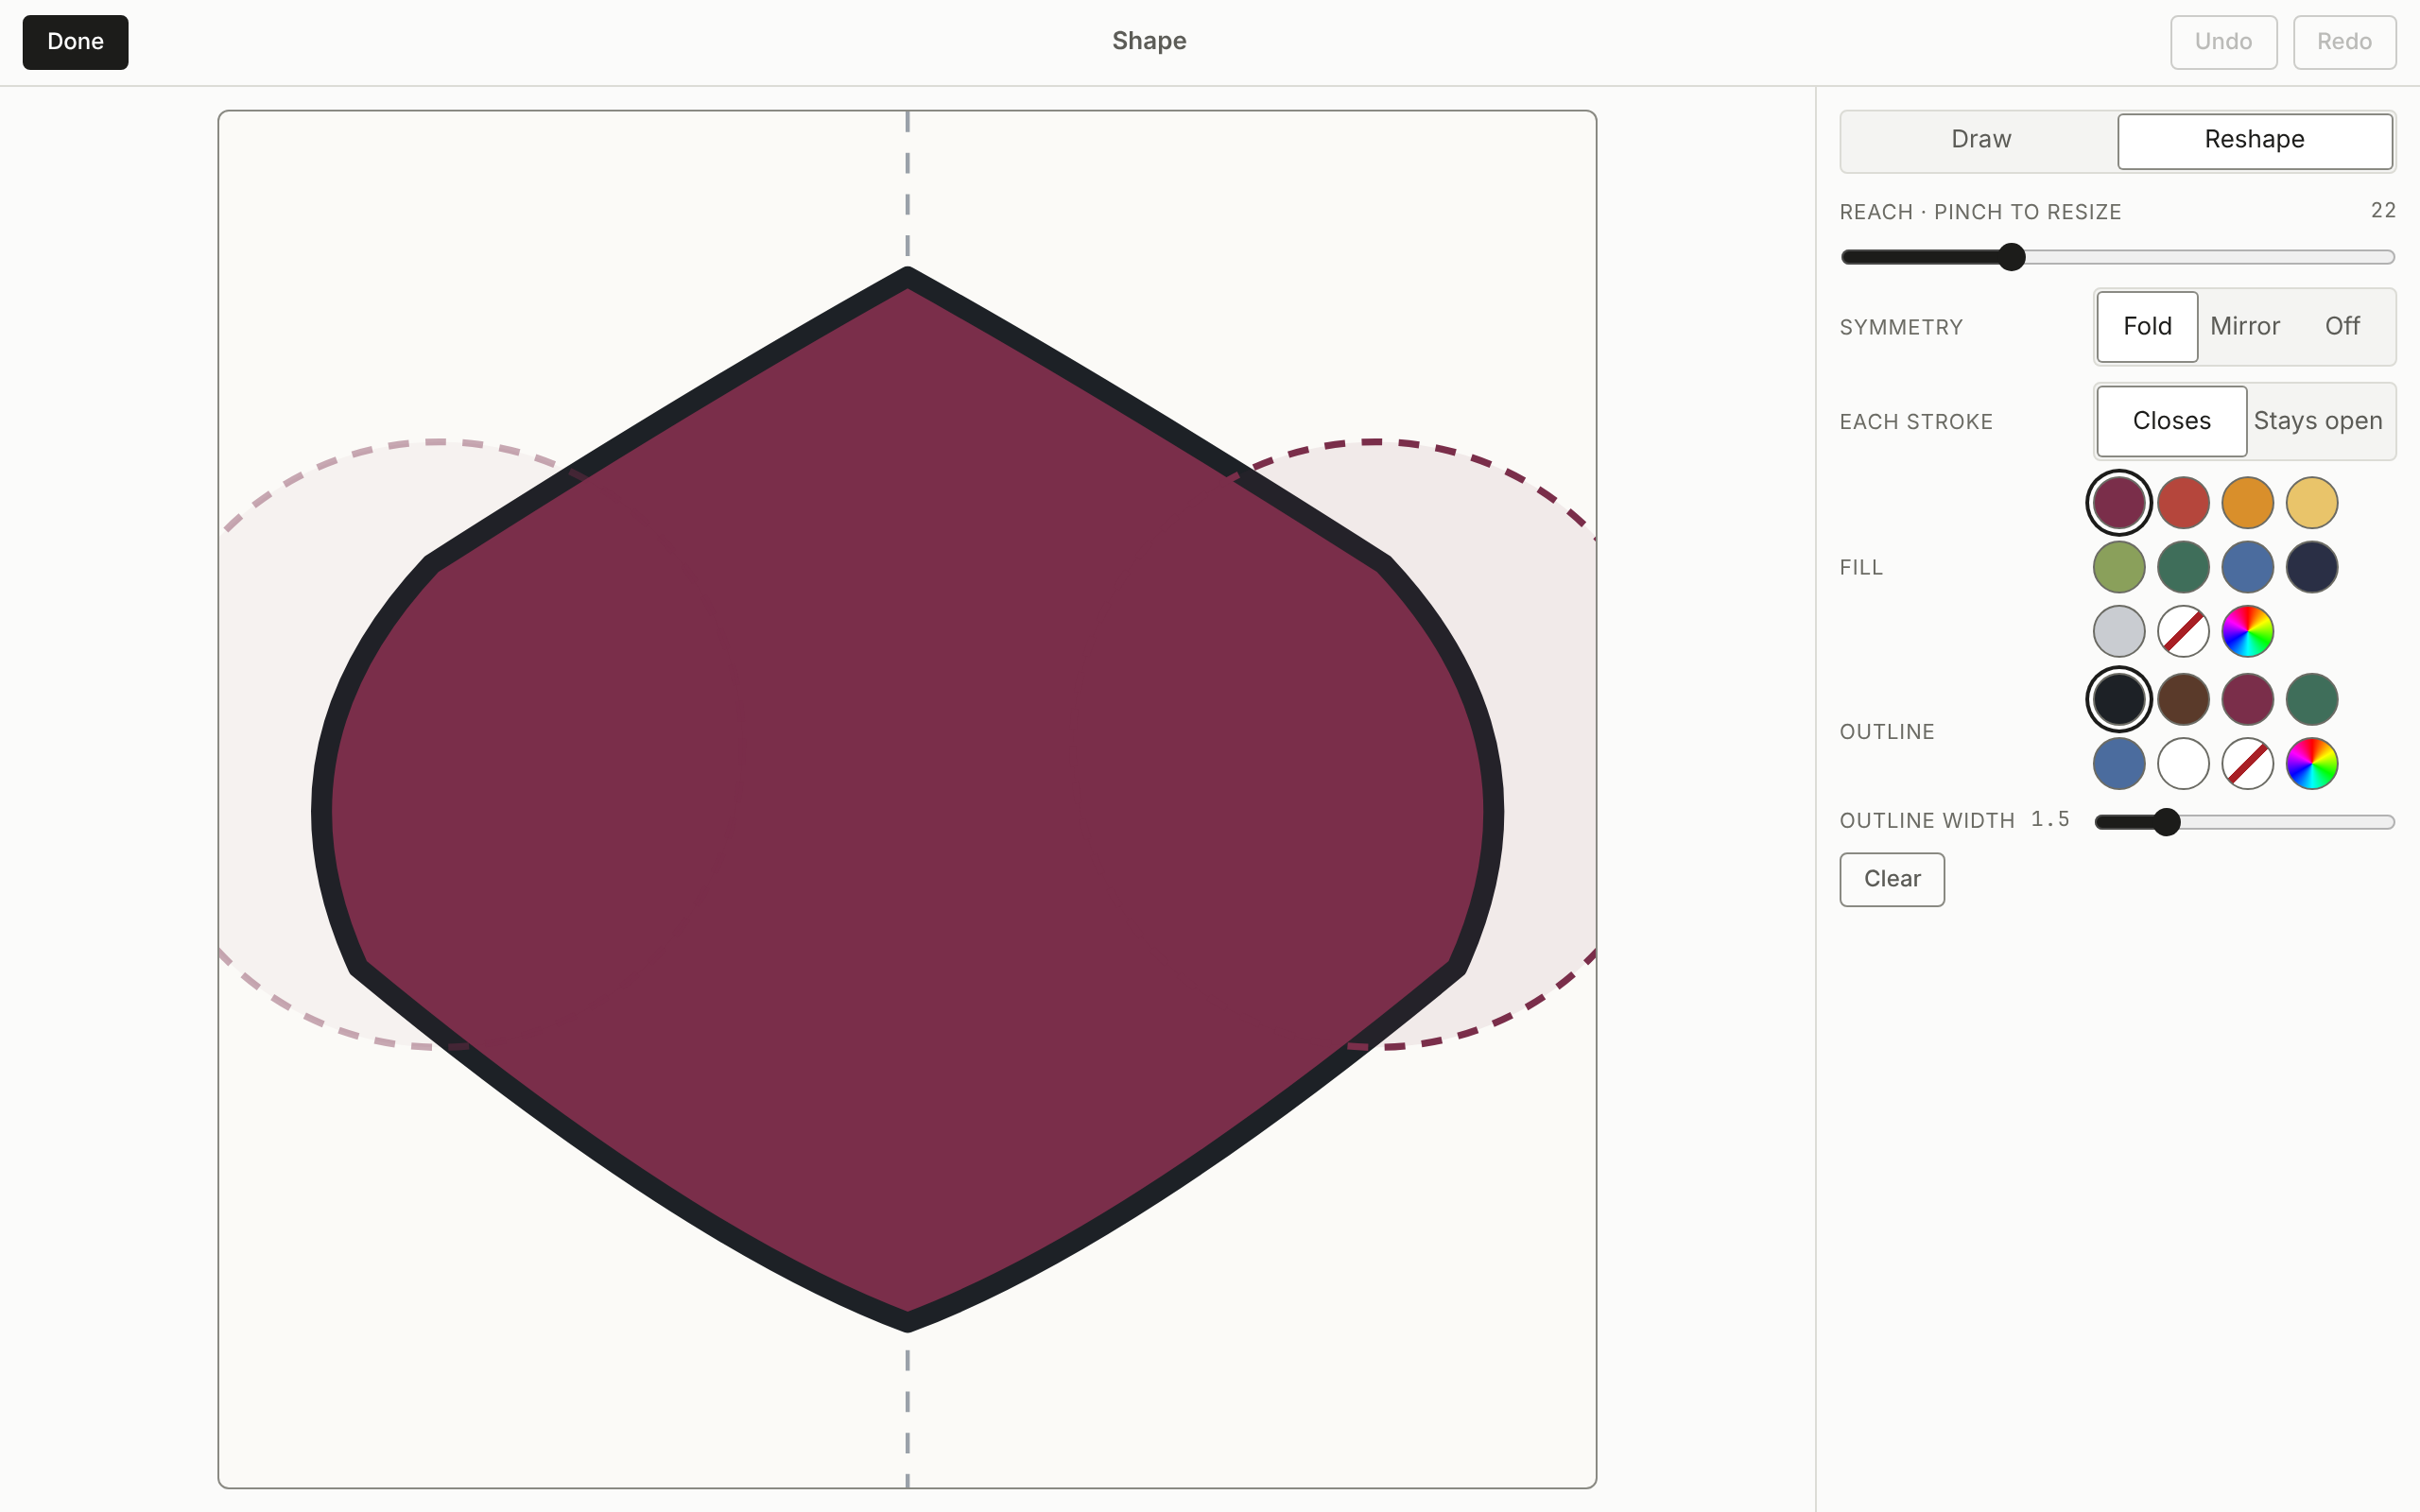 Done
Shape
Undo
Redo
Draw
Reshape
REACH · PINCH TO RESIZE
22
SYMMETRY
Fold
Mirror
Off
EACH STROKE
Closes
Stays open
FILL
OUTLINE
OUTLINE WIDTH 1.5
Clear